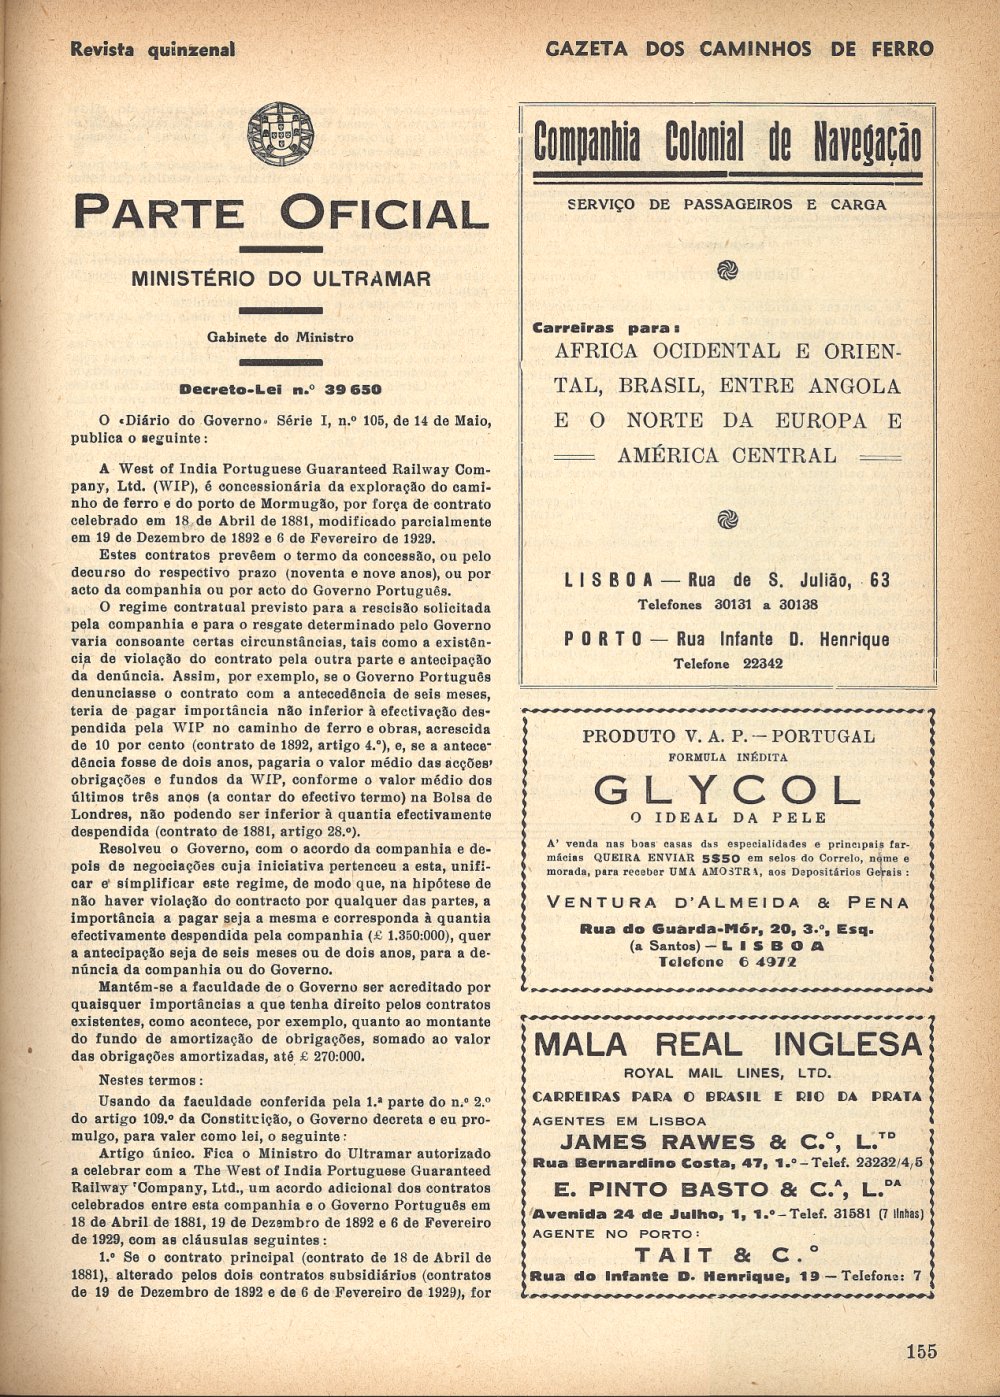 Revista quinzenal
GAZETA DOS CAMINHOS DE FERRO
PARTE OFICIAL
MINISTÉRIO DO ULTRAMAR
Gabinete do Ministro
Decreto-Lei n.º 39 650
O «Diário do Governo» Série I, n.º 105, de 14 de Maio,
publica o seguinte:
A West of India Portuguese Guaranteed Railway Com-
pany, Ltd. (WIP), é concessionária da exploração do cami-
nho de ferro e do porto de Mormugão, por força de contrato
celebrado em 18 de Abril de 1881, modificado parcialmente
em 19 de Dezembro de 1892 e 6 de Fevereiro de 1929.
Estes contratos prevêem o termo da concessão, ou pelo
decurso do respectivo prazo (noventa e nove anos), ou por
acto da companhia ou por acto do Governo Português.
O regime contratual previsto para a rescisão solicitada
pela companhia e para o resgate determinado pelo Governo
varia consoante certas circunstâncias, tais como a existên-
cia de violação do contrato pela outra parte e antecipação
da denúncia. Assim, por exemplo, se o Governo Português
denunciasse o contrato com a antecedência de seis meses,
teria de pagar importância não inferior à efectivação des-
pendida pela WIP no caminho de ferro e obras, acrescida
de 10 por cento (contrato de 1892, artigo 4.º), e, se a antece-
dência fosse de dois anos, pagaria o valor médio das acções,
obrigações e fundos da WIP, conforme o valor médio dos
últimos três anos (a contar do efectivo termo) na Bolsa de
Londres, não podendo ser inferior à quantia efectivamente
despendida (contrato de 1881, artigo 28.º).
Resolveu o Governo, com o acordo da companhia e de-
pois de negociações cuja iniciativa pertenceu a esta, unifi-
car e simplificar este regime, de modo que, na hipótese de
não haver violação do contracto por qualquer das partes, a
importância a pagar seja a mesma e corresponda à quantia
efectivamente despendida pela companhia (£ 1.350:000), quer
a antecipação seja de seis meses ou de dois anos, para a de-
núncia da companhia ou do Governo.
Mantém-se a faculdade de o Governo ser acreditado por
quaisquer importâncias a que tenha direito pelos contratos
existentes, como acontece, por exemplo, quanto ao montante
do fundo de amortização de obrigações, somado ao valor
das obrigações amortizadas, até £ 270:000.
Nestes termos:
Usando da faculdade conferida pela 1.ª parte do n.º 2.º
do artigo 109.º da Constituição, o Governo decreta e eu pro-
mulgo, para valer como lei, o seguinte:
Artigo único. Fica o Ministro do Ultramar autorizado
a celebrar com a The West of India Portuguese Guaranteed
Railway Company, Ltd., um acordo adicional dos contratos
celebrados entre esta companhia e o Governo Português em
18 de Abril de 1881, 19 de Dezembro de 1892 e 6 de Fevereiro
de 1929, com as cláusulas seguintes:
1.º Se o contrato principal (contrato de 18 de Abril de
1881), alterado pelos dois contratos subsidiários (contratos
de 19 de Dezembro de 1892 e de 6 de Fevereiro de 1929), for
Companhia Colonial de Navegação
SERVIÇO DE PASSAGEIROS E CARGA
Carreiras para:
AFRICA OCIDENTAL E ORIEN-
TAL, BRASIL, ENTRE ANGOLA
E O NORTE DA EUROPA E
AMÉRICA CENTRAL
LISBOA — Rua de S. Julião, 63
Telefones 30131 a 30138
PORTO — Rua Infante D. Henrique
Telefone 22342
PRODUTO V. A. P. — PORTUGAL
FORMULA INÉDITA
GLYCOL
O IDEAL DA PELE
A' venda nas boas casas das especialidades e principais far-
mácias QUEIRA ENVIAR 5$50 em selos do Correio, nome e
morada, para receber UMA AMOSTRA, aos Depositários Gerais:
VENTURA D'ALMEIDA & PENA
Rua do Guarda-Mór, 20, 3.º, Esq.
(a Santos) — LISBOA
Telefone 6 4972
MALA REAL INGLESA
ROYAL MAIL LINES, LTD.
CARREIRAS PARA O BRASIL E RIO DA PRATA
AGENTES EM LISBOA
JAMES RAWES & C.º, L.TD
Rua Bernardino Costa, 47, 1.º — Telef. 23232/4/5
E. PINTO BASTO & C.A, L.DA
Avenida 24 de Julho, 1, 1.º — Telef. 31581 (7 linhas)
AGENTE NO PORTO:
TAIT & C.º
Rua do Infante D. Henrique, 19 — Telefone: 7
155